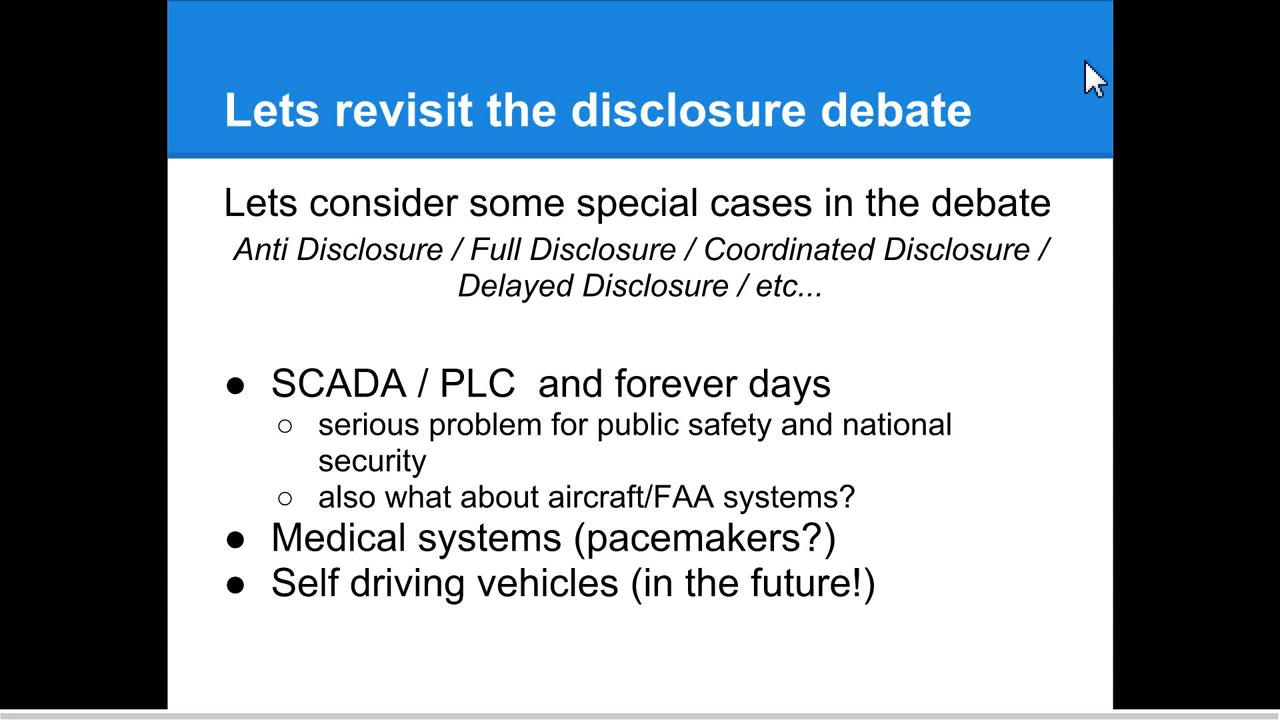 Lets revisit the disclosure debate
Lets consider some special cases in the debate
Anti Disclosure / Full Disclosure / Coordinated Disclosure /
Delayed Disclosure / etc...
● SCADA / PLC  and forever days
○ serious problem for public safety and national
security
○ also what about aircraft/FAA systems?
● Medical systems (pacemakers?)
● Self driving vehicles (in the future!)